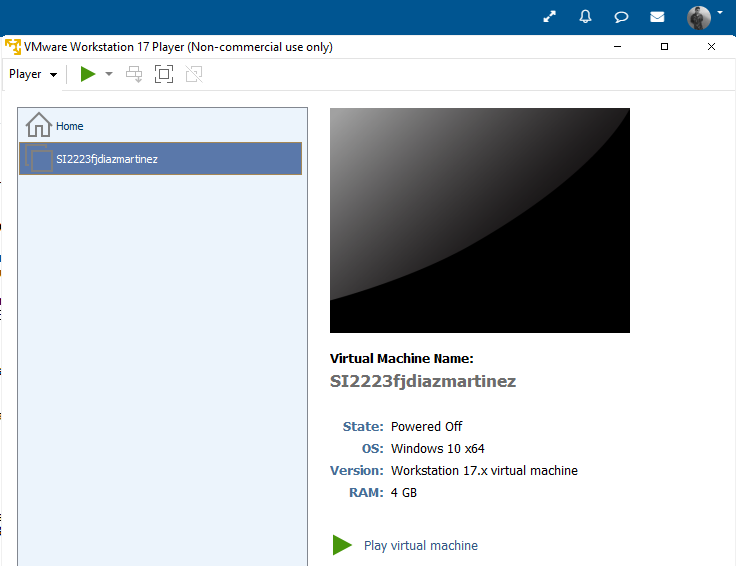 VMware Workstation 17 Player (Non-commercial use only)
Player
Home
SI2223fjdiazmartinez
Virtual Machine Name:
SI2223fjdiazmartinez
State: Powered Off
OS: Windows 10 x64
Version: Workstation 17.x virtual machine
RAM: 4 GB
Play virtual machine